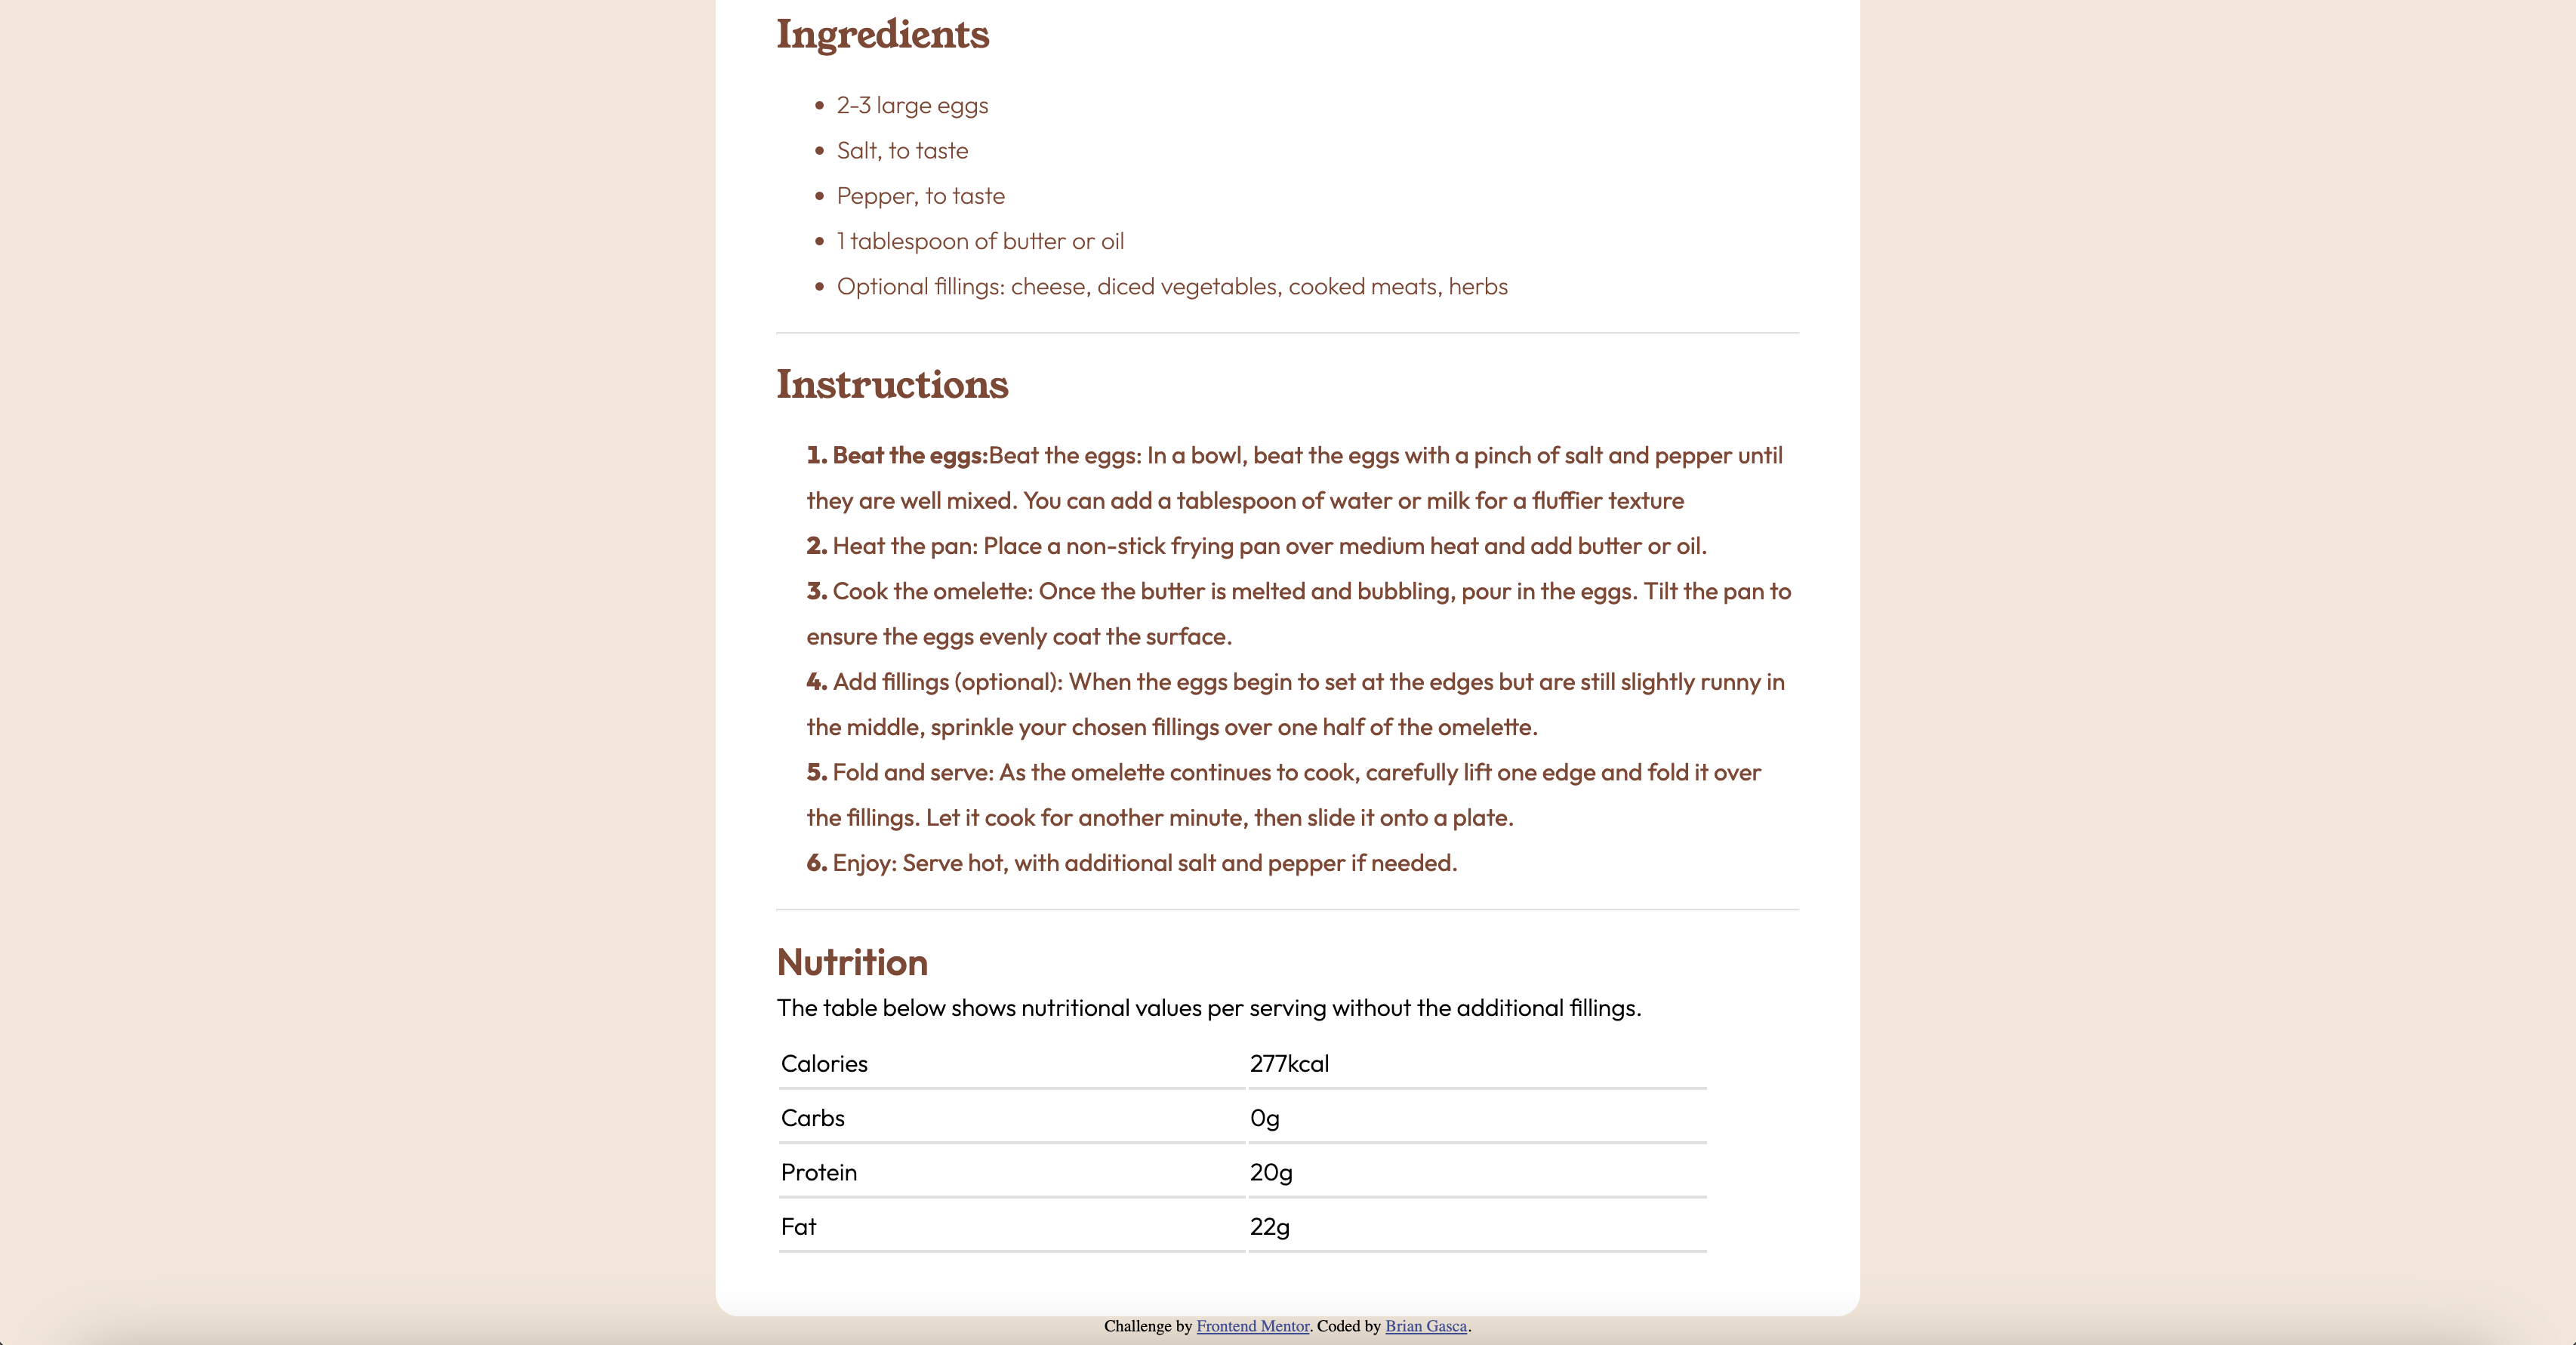 Ingredients
• 2-3 large eggs
• Salt, to taste
• Pepper, to taste
• 1 tablespoon of butter or oil
• Optional fillings: cheese, diced vegetables, cooked meats, herbs
Instructions
1. Beat the eggs:Beat the eggs: In a bowl, beat the eggs with a pinch of salt and pepper until
they are well mixed. You can add a tablespoon of water or milk for a fluffier texture
2. Heat the pan: Place a non-stick frying pan over medium heat and add butter or oil.
3. Cook the omelette: Once the butter is melted and bubbling, pour in the eggs. Tilt the pan to
ensure the eggs evenly coat the surface.
4. Add fillings (optional): When the eggs begin to set at the edges but are still slightly runny in
the middle, sprinkle your chosen fillings over one half of the omelette.
5. Fold and serve: As the omelette continues to cook, carefully lift one edge and fold it over
the fillings. Let it cook for another minute, then slide it onto a plate.
6. Enjoy: Serve hot, with additional salt and pepper if needed.
Nutrition
The table below shows nutritional values per serving without the additional fillings.
Calories 277kcal
Carbs 0g
Protein 20g
Fat 22g
Challenge by Frontend Mentor. Coded by Brian Gasca.